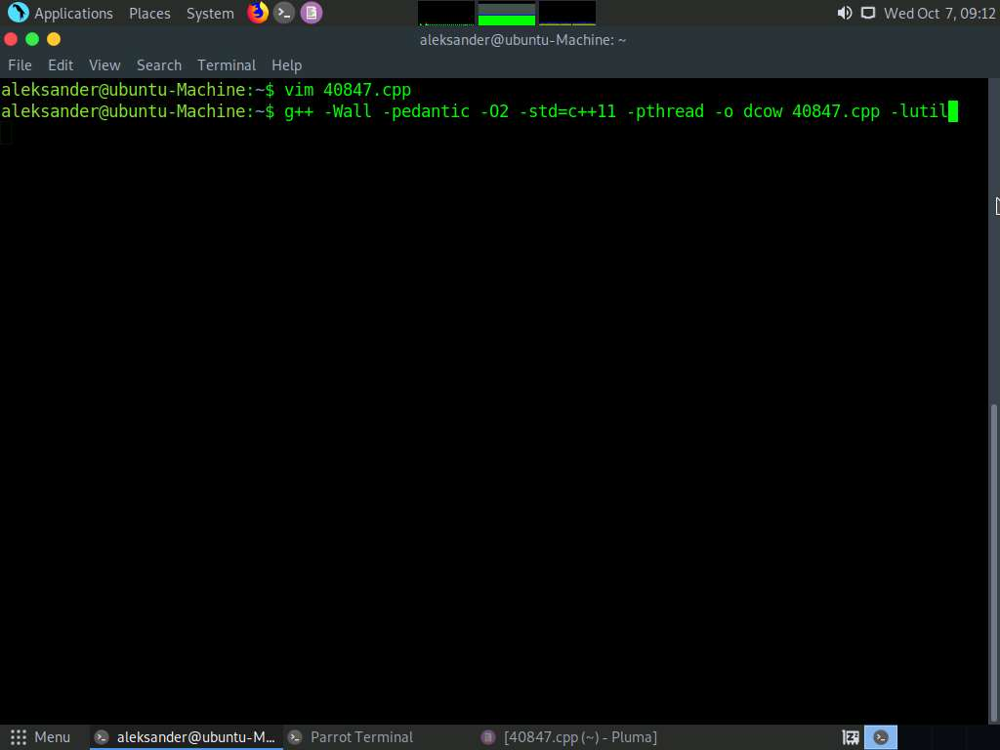 Applications Places System Wed Oct 7, 09:12
aleksander@ubuntu-Machine: ~
File Edit View Search Terminal Help
aleksander@ubuntu-Machine:~$ vim 40847.cpp
aleksander@ubuntu-Machine:~$ g++ -Wall -pedantic -O2 -std=c++11 -pthread -o dcow 40847.cpp -lutil
Menu aleksander@ubuntu-M... Parrot Terminal [40847.cpp (~) - Pluma]